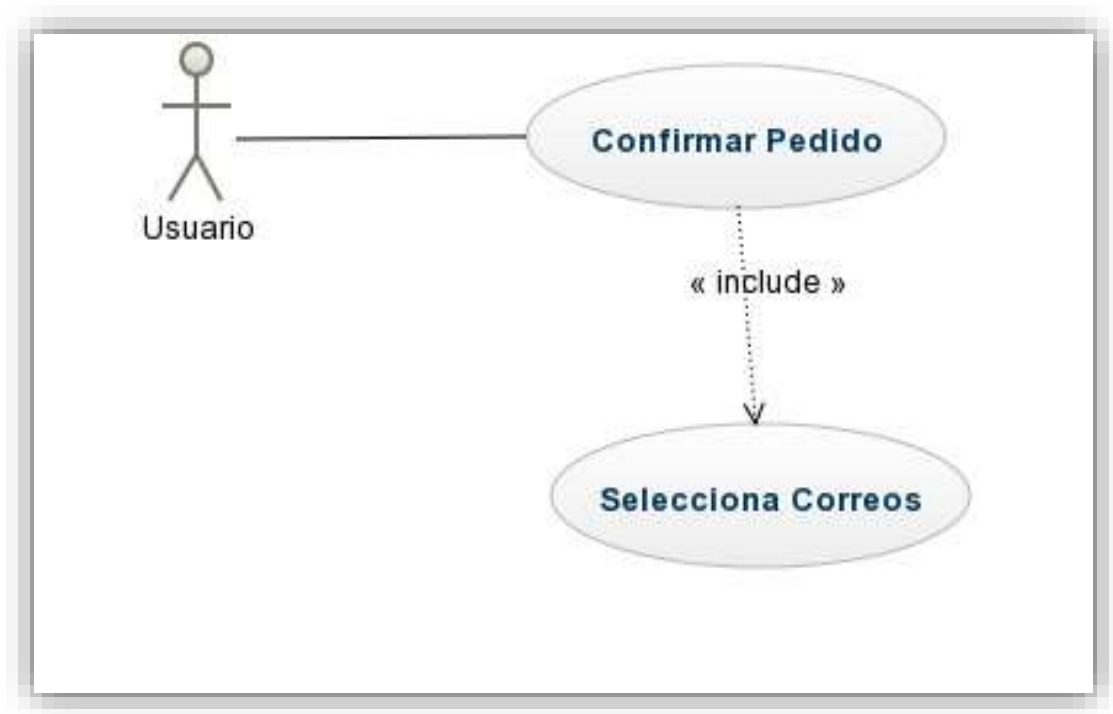 Confirmar Pedido
Usuario
« include »
Selecciona Correos